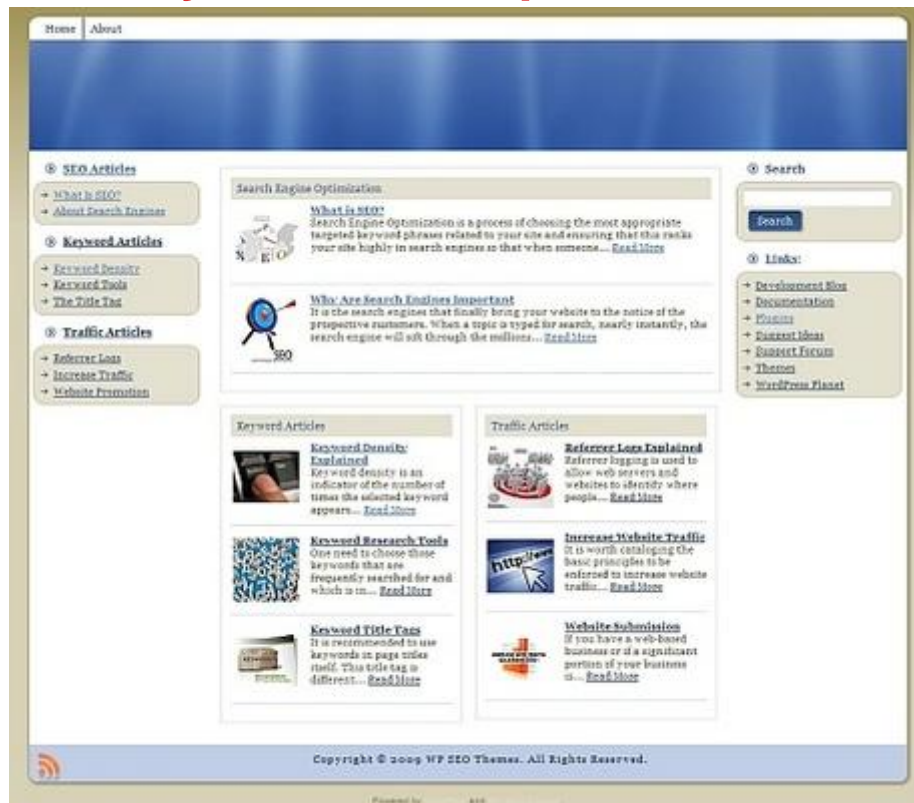 Home
About
SEO Articles
What Is SEO?
About Search Engines
Keyword Articles
Keyword Density
Keyword Tools
The Title Tag
Traffic Articles
Referrer Logs
Increase Traffic
Website Promotion
Search Engine Optimization
What is SEO?
Search Engine Optimization is a process of choosing the most appropriate
targeted keyword phrases related to your site and ensuring that this ranks
your site highly in search engines so that when someone... Read More
Why Are Search Engines Important
It is the search engines that finally bring your website to the notice of the
prospective customers. When a topic is typed for search, nearly instantly, the
search engine will sift through the millions... Read More
SEO
Keyword Articles
Keyword Density
Explained
Keyword density is an
indicator of the number of
times the selected keyword
appears... Read More
Keyword Research Tools
One need to choose those
keywords that are
frequently searched for and
which is in... Read More
Keyword Title Tags
It is recommended to use
keywords in page titles
itself. This title tag is
different... Read More
Traffic Articles
Referrer Logs Explained
Referrer logging is used to
allow web servers and
websites to identify where
people... Read More
http://www
Increase Website Traffic
It is worth cataloging the
basic principles to be
enforced to increase website
traffic... Read More
Website Submission
If you have a web-based
business or if a significant
portion of your business
is... Read More
Search
Search
Links:
Development Blog
Documentation
Plugins
Suggest Ideas
Support Forum
Themes
WordPress Planet
Copyright © 2009 WP SEO Themes. All Rights Reserved.
Powered by